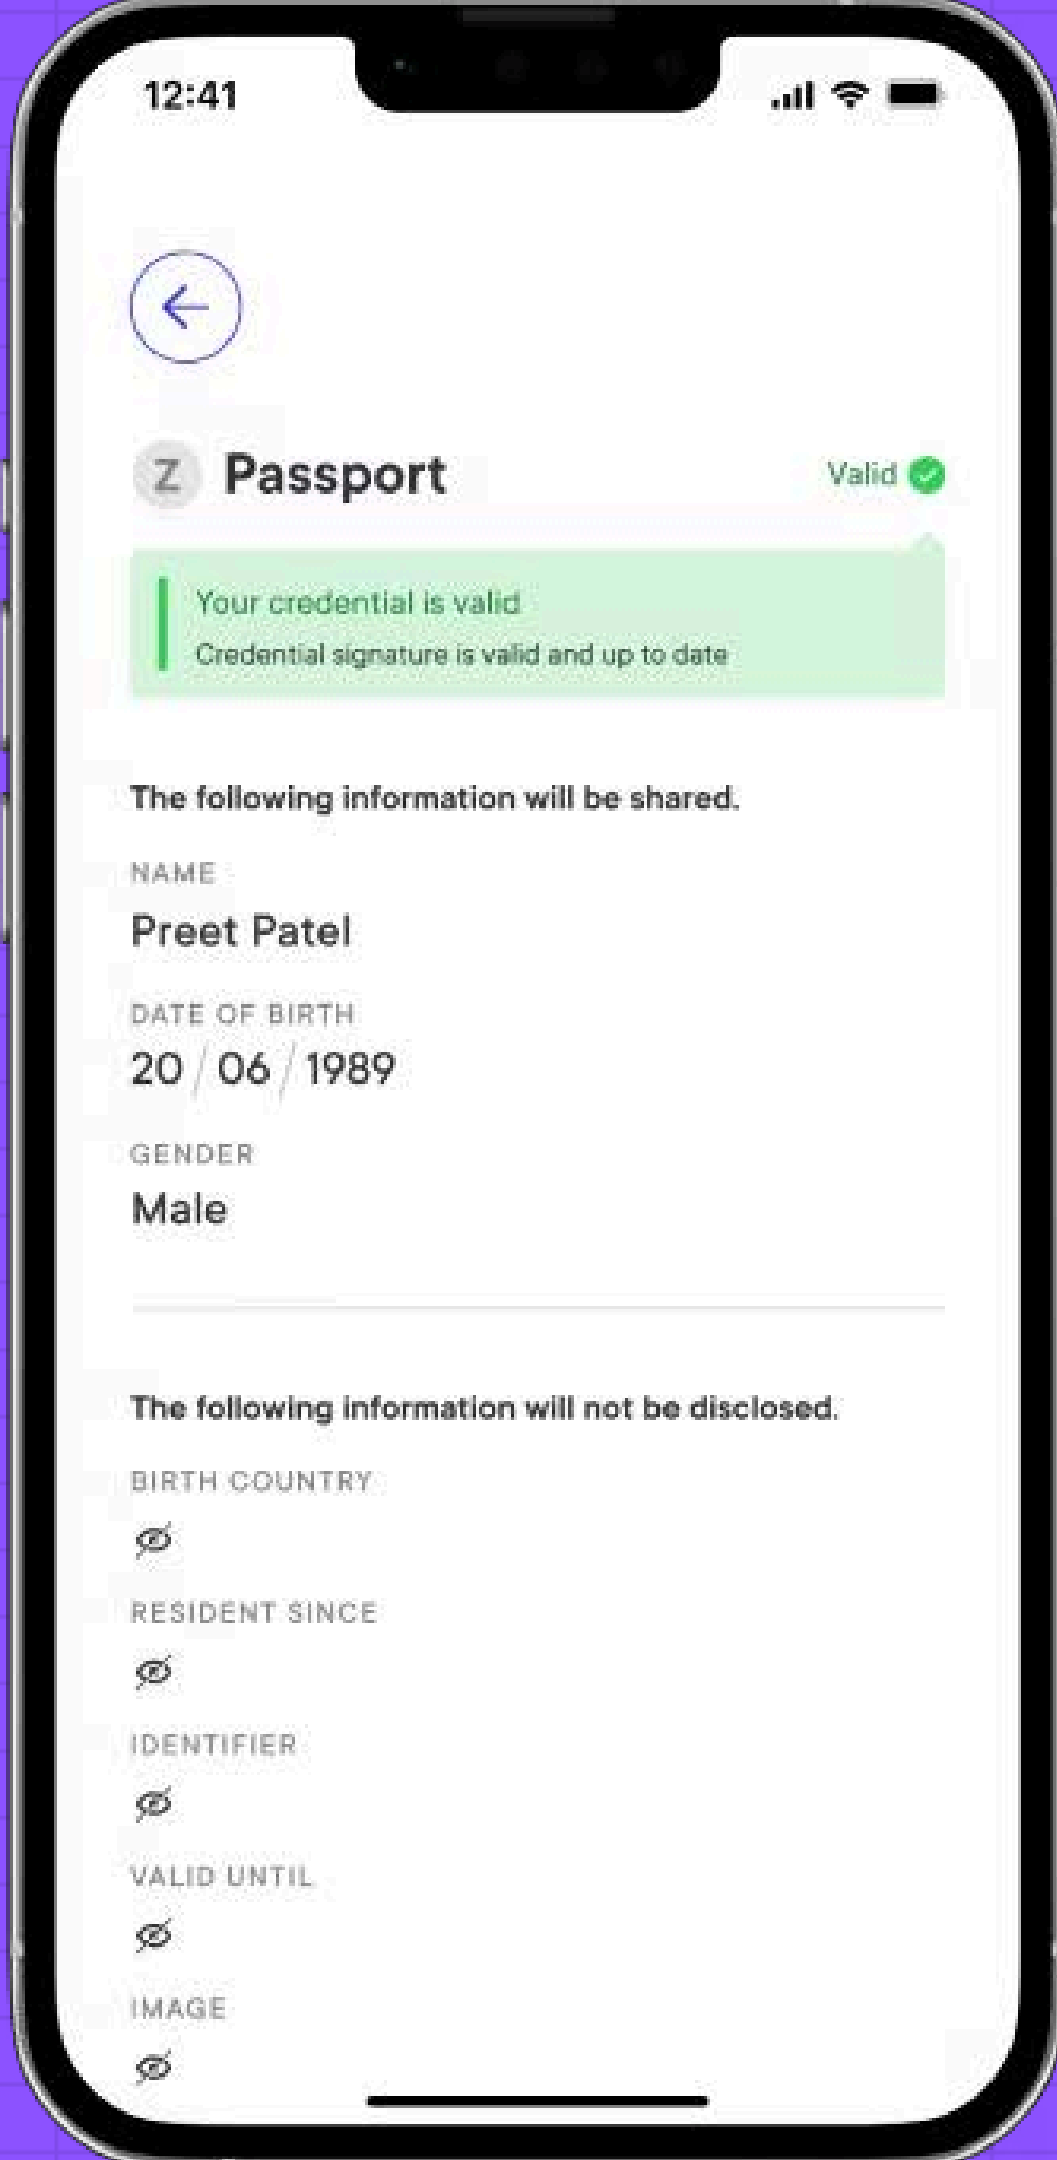 12:41
Z Passport
Valid
Your credential is valid
Credential signature is valid and up to date
The following information will be shared.
NAME
Preet Patel
DATE OF BIRTH
20 / 06 / 1989
GENDER
Male
The following information will not be disclosed.
BIRTH COUNTRY
RESIDENT SINCE
IDENTIFIER
VALID UNTIL
IMAGE